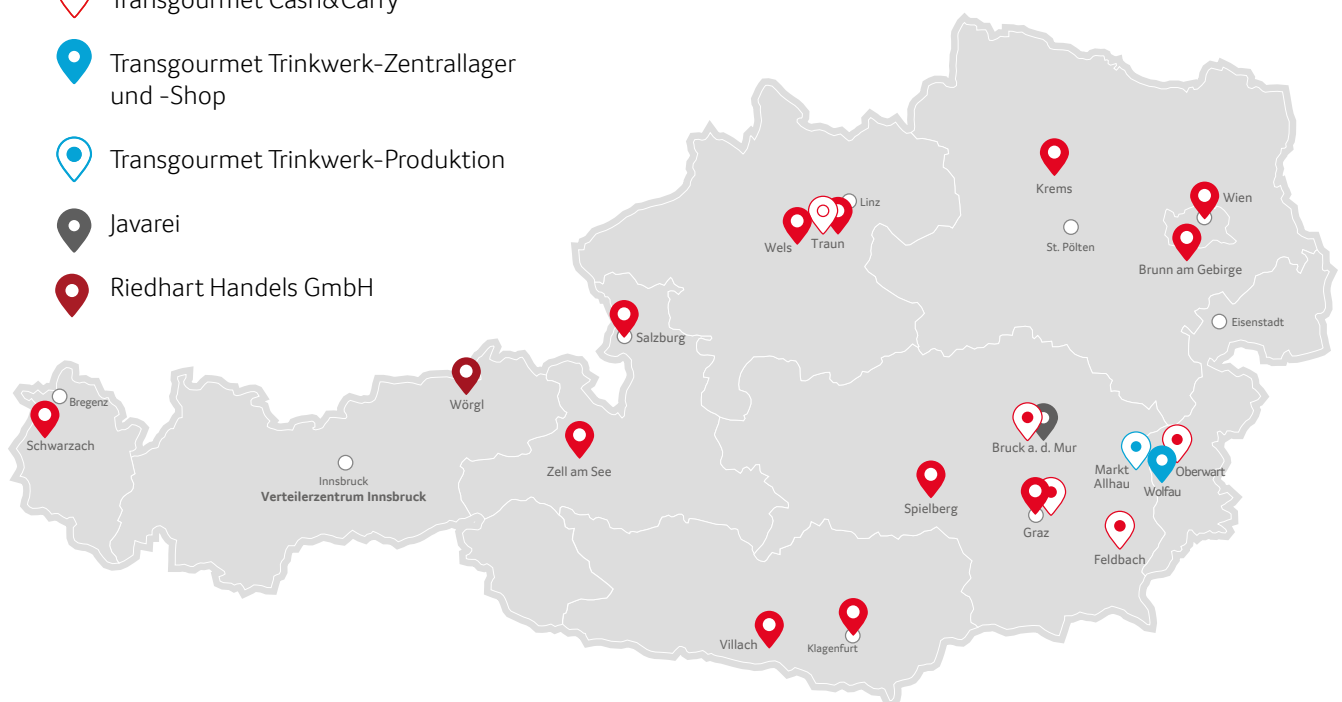 Transgourmet Cash&Carry
Transgourmet Trinkwerk-Zentrallager
und -Shop
Transgourmet Trinkwerk-Produktion
Javarei
Riedhart Handels GmbH
Krems
Wien
Linz
St. Pölten
Wels
Traun
Brunn am Gebirge
Eisenstadt
Salzburg
Bregenz
Wörgl
Schwarzach
Bruck a. d. Mur
Zell am See
Markt
Allhau
Oberwart
Wolfau
Innsbruck
Verteilerzentrum Innsbruck
Spielberg
Graz
Feldbach
Villach
Klagenfurt